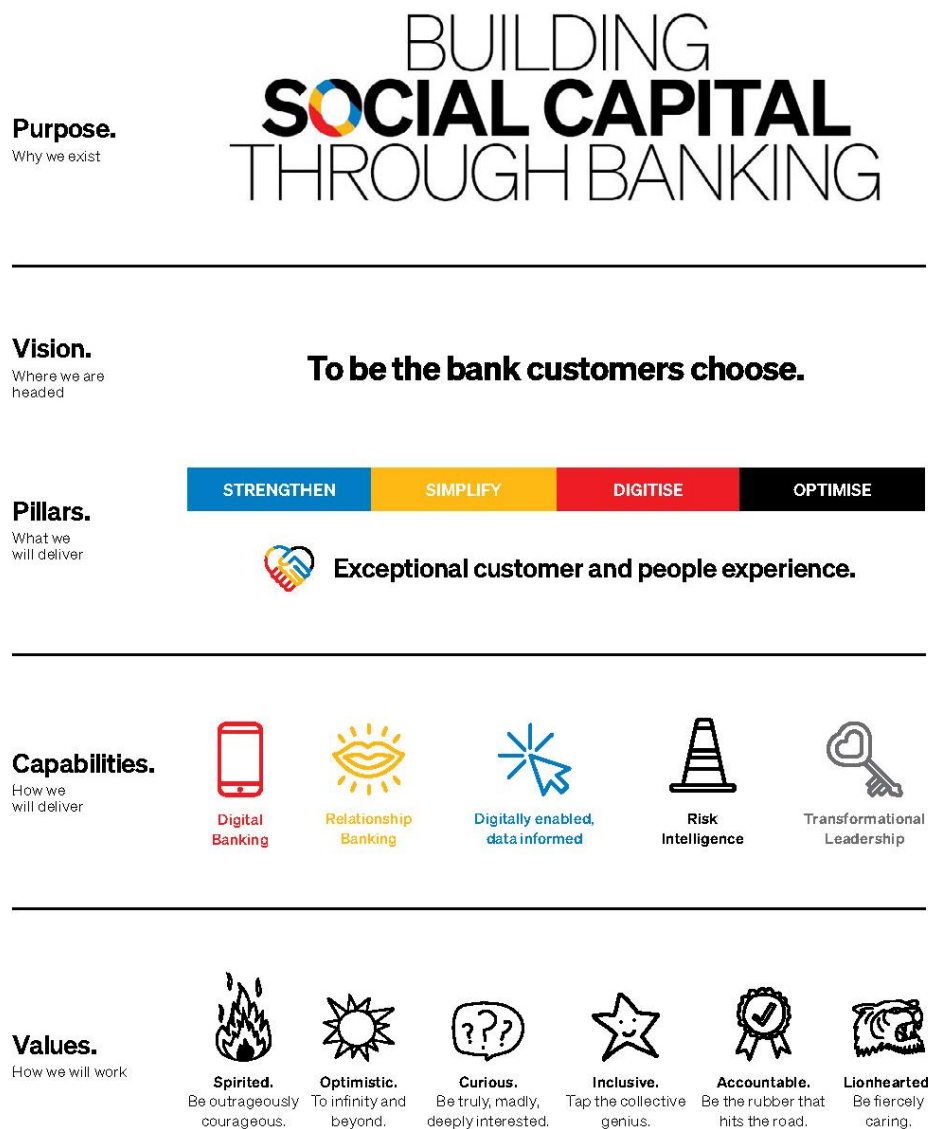 BUILDING
SOCIAL CAPITAL
THROUGH BANKING
Purpose.
Why we exist
Vision.
Where we are
headed
To be the bank customers choose.
Pillars.
What we
will deliver
STRENGTHEN
SIMPLIFY
DIGITISE
OPTIMISE
Exceptional customer and people experience.
Capabilities.
How we
will deliver
Digital
Banking
Relationship
Banking
Digitally enabled,
data informed
Risk
Intelligence
Transformational
Leadership
Values.
How we will work
???
Spirited.
Be outrageously
courageous.
Optimistic.
To infinity and
beyond.
Curious.
Be truly, madly,
deeply interested.
Inclusive.
Tap the collective
genius.
Accountable.
Be the rubber that
hits the road.
Lionhearted
Be fiercely
caring.